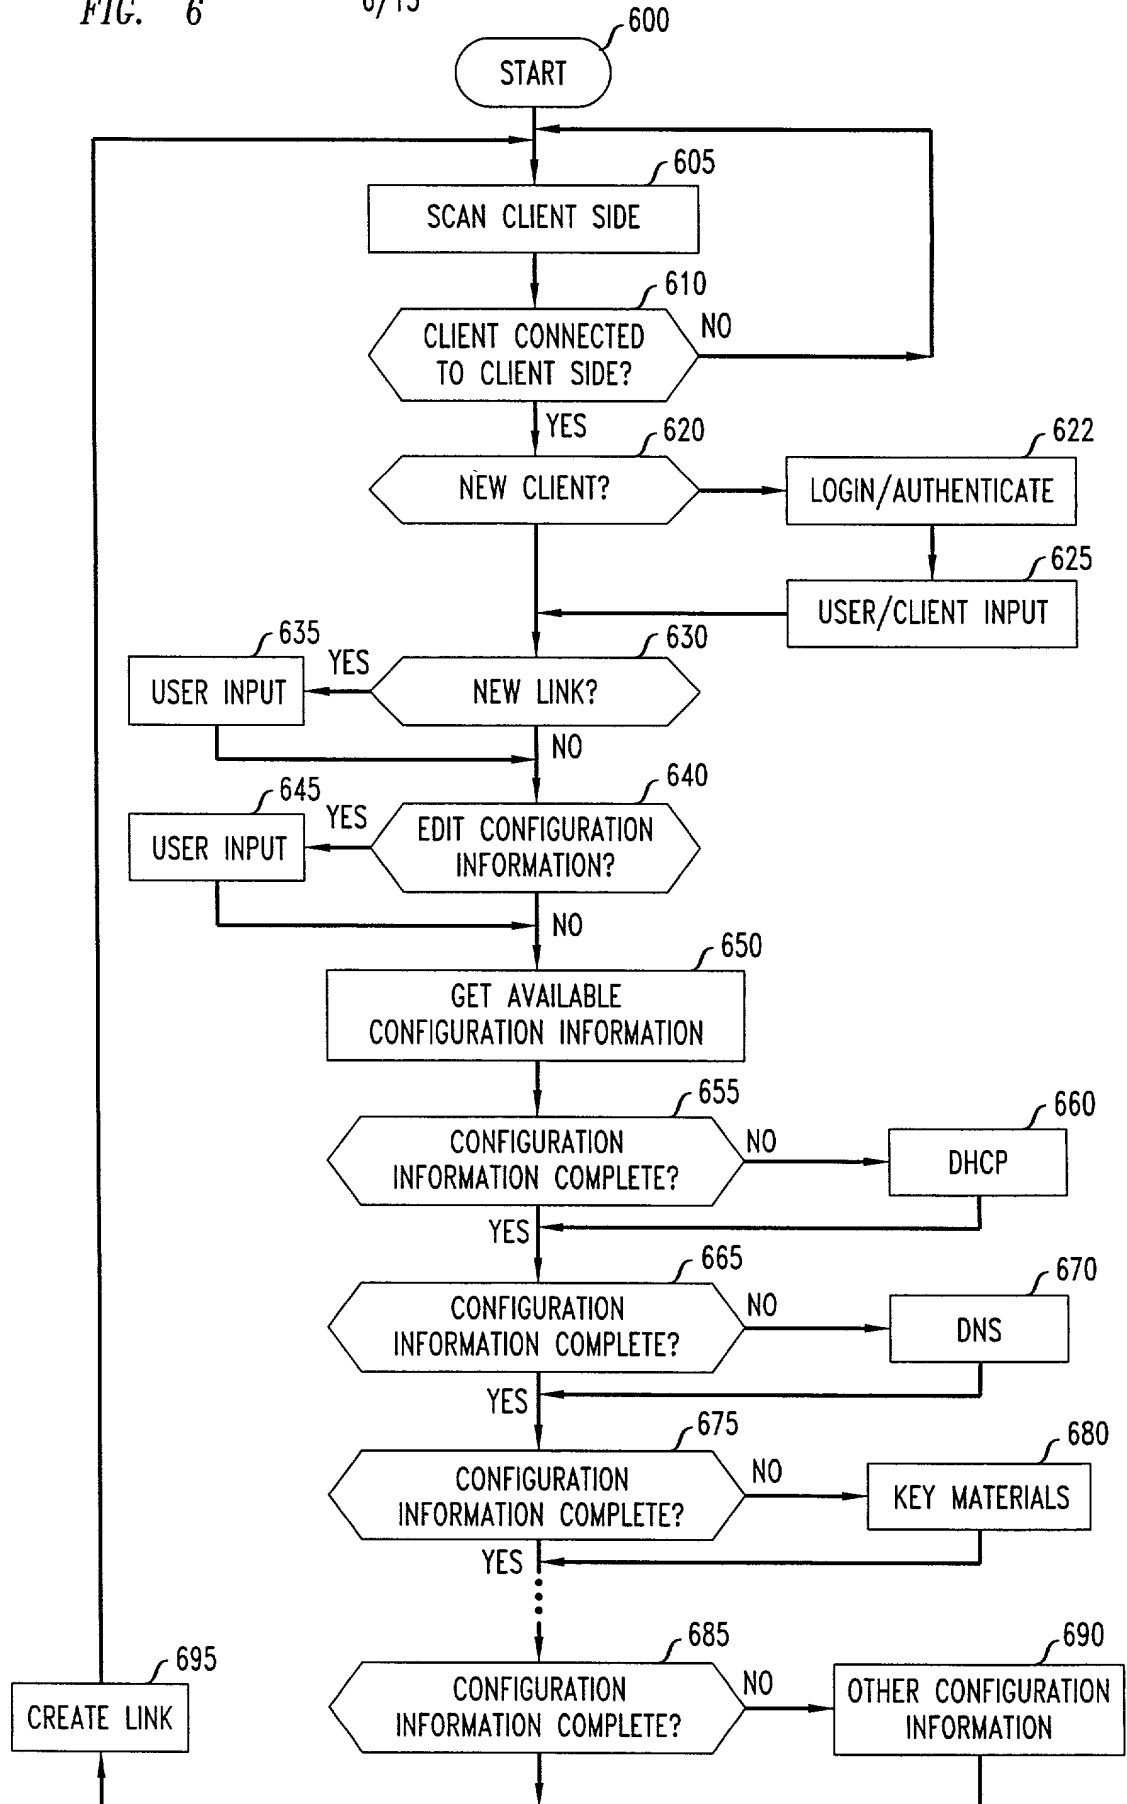 FIG. 6
6/15
600
START
605
SCAN CLIENT SIDE
610
CLIENT CONNECTED
TO CLIENT SIDE?
NO
YES
620
NEW CLIENT?
622
LOGIN/AUTHENTICATE
625
USER/CLIENT INPUT
630
NEW LINK?
YES
635
USER INPUT
NO
640
EDIT CONFIGURATION
INFORMATION?
YES
645
USER INPUT
NO
650
GET AVAILABLE
CONFIGURATION INFORMATION
655
CONFIGURATION
INFORMATION COMPLETE?
NO
660
DHCP
YES
665
CONFIGURATION
INFORMATION COMPLETE?
NO
670
DNS
YES
675
CONFIGURATION
INFORMATION COMPLETE?
NO
680
KEY MATERIALS
YES
685
CONFIGURATION
INFORMATION COMPLETE?
NO
690
OTHER CONFIGURATION
INFORMATION
695
CREATE LINK